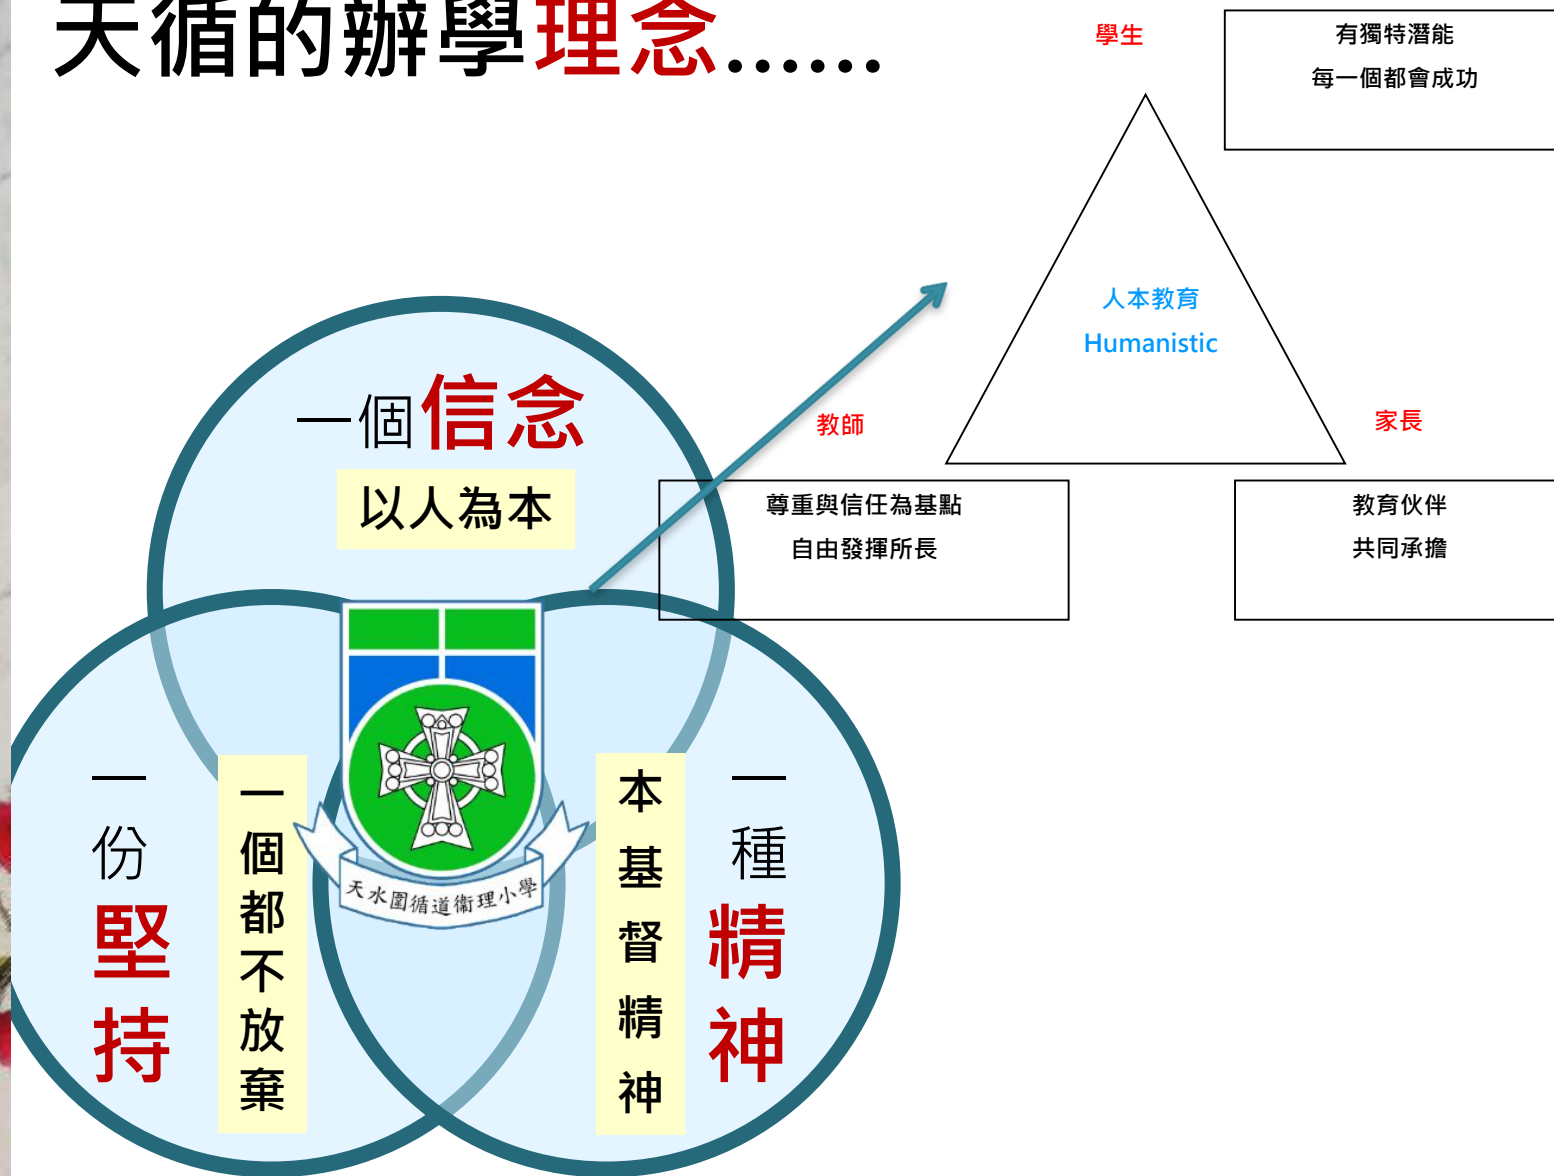 天循的辦學理念......
學生
有獨特潛能
每一個都會成功
人本教育
Humanistic
教師
家長
尊重與信任為基點
自由發揮所長
教育伙伴
共同承擔
一個信念
以人為本
一份堅持
一個都不放棄
本基督精神
一種精神
天水圍循道衞理小學